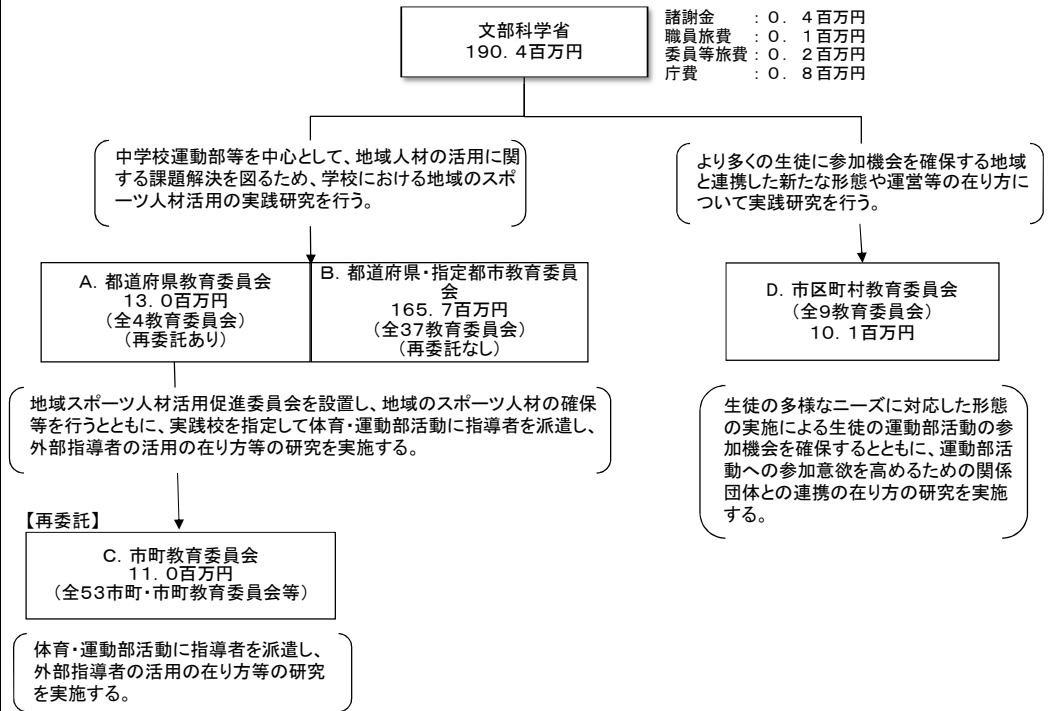 文部科学省
190．4百万円
諸謝金　　：０．４百万円
職員旅費　：０．１百万円
委員等旅費：０．２百万円
庁費　　　：０．８百万円
中学校運動部等を中心として、地域人材の活用に関
する課題解決を図るため、学校における地域のスポ
ーツ人材活用の実践研究を行う。
より多くの生徒に参加機会を確保する地域
と連携した新たな形態や運営等の在り方に
ついて実践研究を行う。
A．都道府県教育委員会
13．0百万円
（全4教育委員会）
（再委託あり）
B．都道府県・指定都市教育委員
会
165．7百万円
（全37教育委員会）
（再委託なし）
D．市区町村教育委員会
（全9教育委員会）
10．1百万円
地域スポーツ人材活用促進委員会を設置し、地域のスポーツ人材の確保
等を行うとともに、実践校を指定して体育・運動部活動に指導者を派遣し、
外部指導者の活用の在り方等の研究を実施する。
生徒の多様なニーズに対応した形態
の実施による生徒の運動部活動の参
加機会を確保するとともに、運動部活
動への参加意欲を高めるための関係
団体との連携の在り方の研究を実施
する。
【再委託】
C．市町教育委員会
11．0百万円
（全53市町・市町教育委員会等）
体育・運動部活動に指導者を派遣し、
外部指導者の活用の在り方等の研究
を実施する。